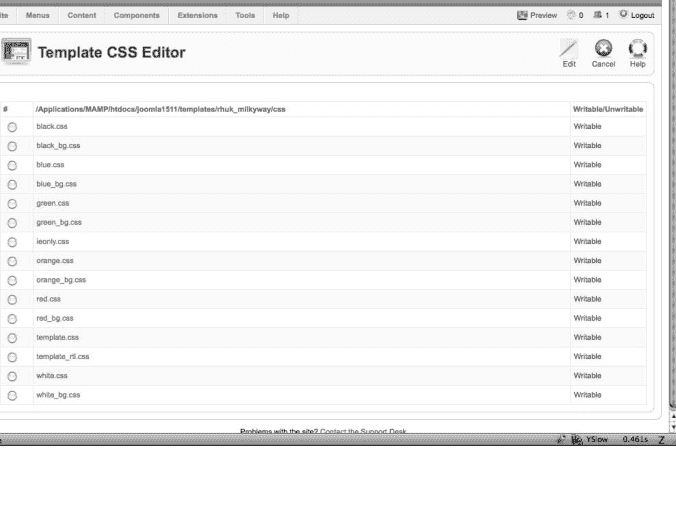 ite Menus Content Components Extensions Tools Help Preview 0 1 Logout
Template CSS Editor
Edit Cancel Help
# /Applications/MAMP/htdocs/joomla1511/templates/rhuk_milkyway/css Writable/Unwritable
black.css Writable
black_bg.css Writable
blue.css Writable
blue_bg.css Writable
green.css Writable
green_bg.css Writable
ieonly.css Writable
orange.css Writable
orange_bg.css Writable
red.css Writable
red_bg.css Writable
template.css Writable
template_rtl.css Writable
white.css Writable
white_bg.css Writable
Problems with the site? Contact the Support Desk
YSlow 0.461s Z